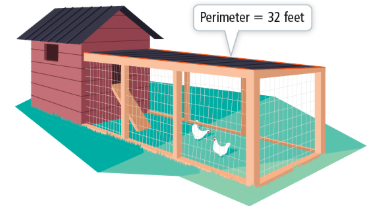 Perimeter = 32 feet